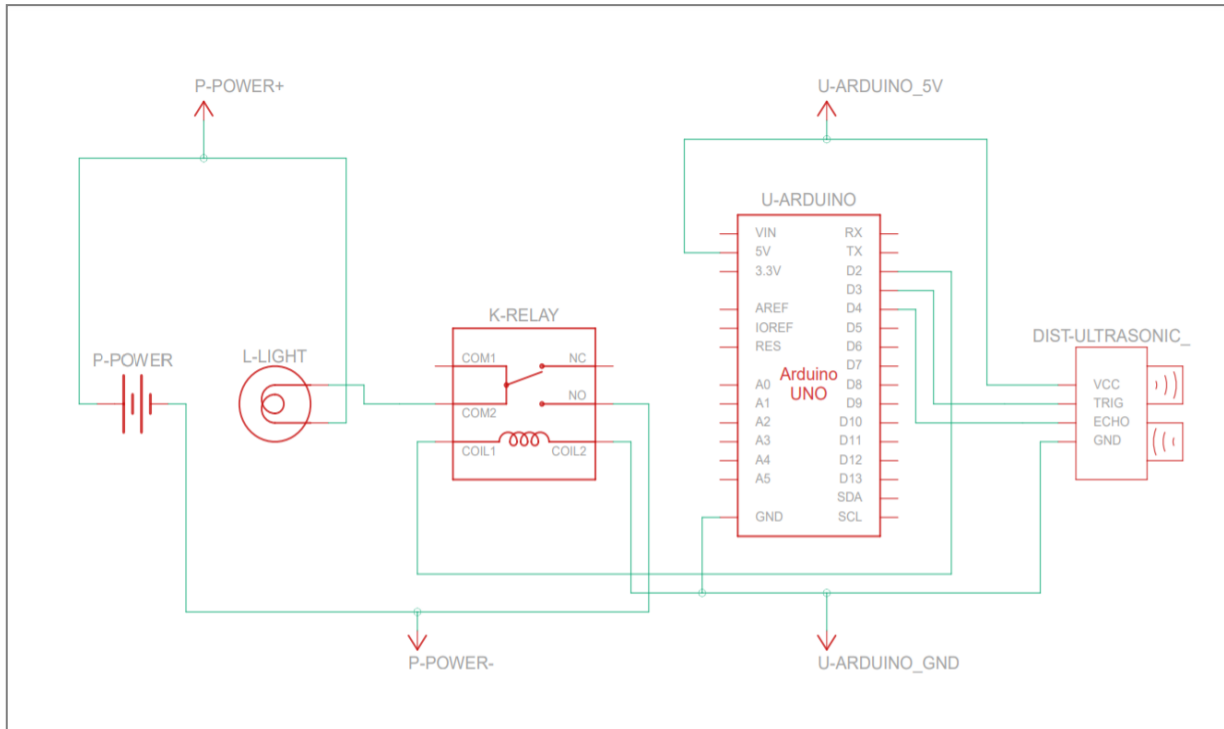 P-POWER+
U-ARDUINO_5V
U-ARDUINO
VIN
5V
3.3V
AREF
IOREF
RES
A0
A1
A2
A3
A4
A5
GND
Arduino
UNO
RX
TX
D2
D3
D4
D5
D6
D7
D8
D9
D10
D11
D12
D13
SDA
SCL
K-RELAY
COM1
NC
COM2
NO
COIL1
COIL2
P-POWER
L-LIGHT
DIST-ULTRASONIC_
VCC
TRIG
ECHO
GND
P-POWER-
U-ARDUINO_GND